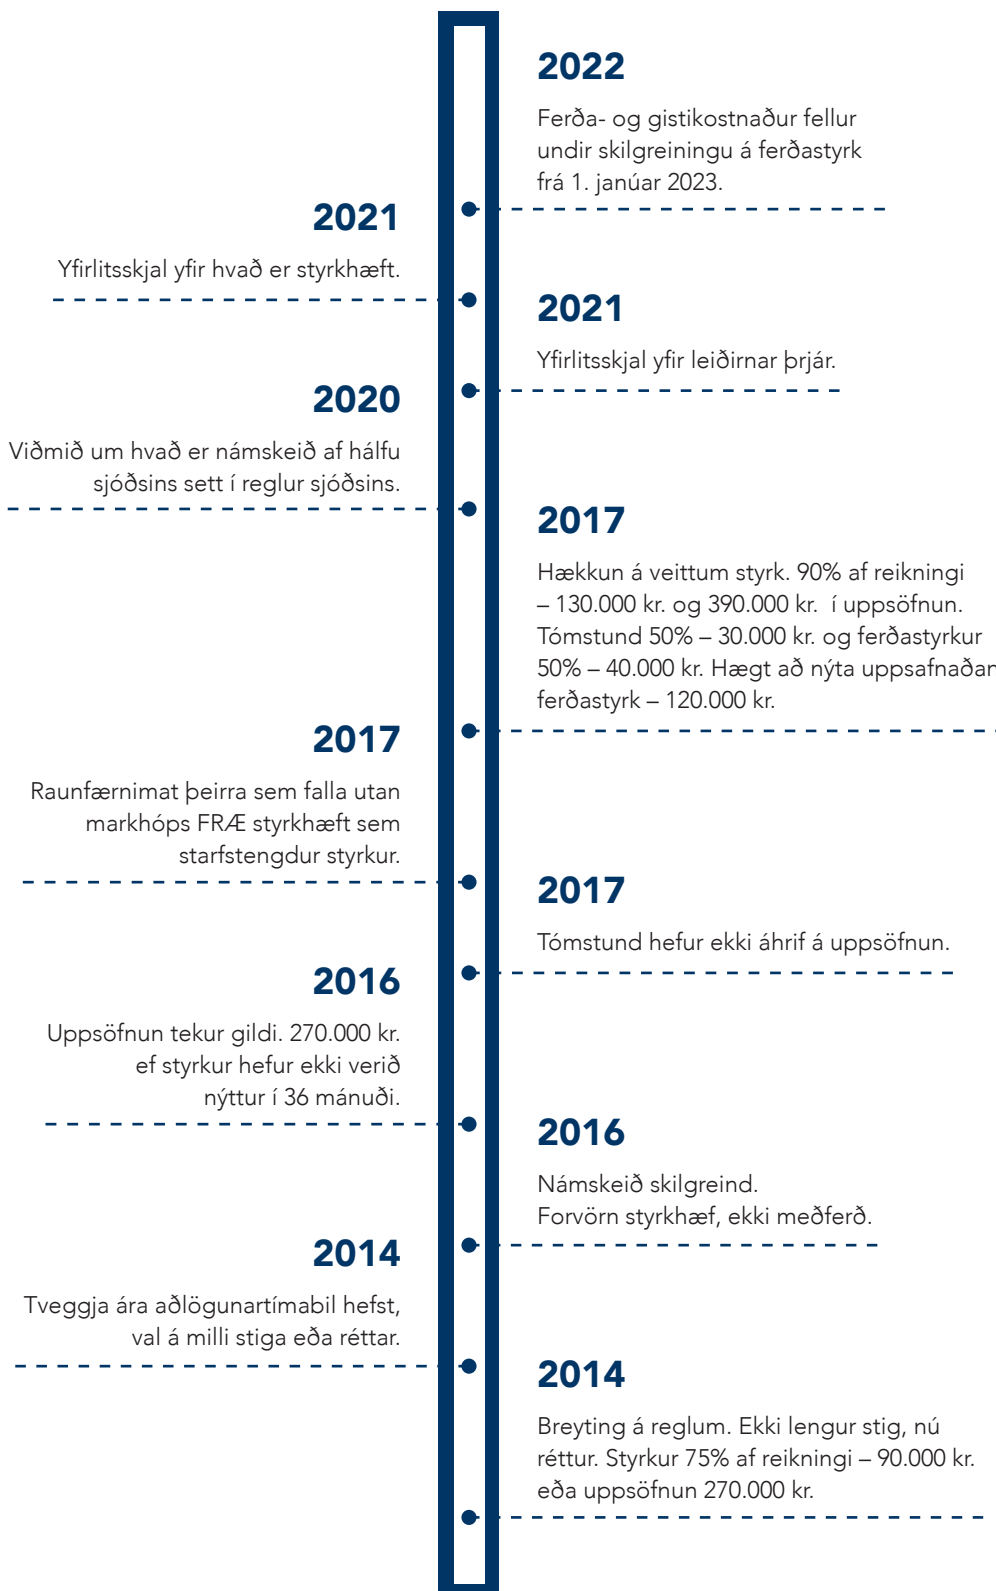 2022
Ferða- og gistikostnaður fellur
undir skilgreiningu á ferðastyrk
frá 1. janúar 2023.
2021
Yfirlitsskjal yfir hvað er styrkhæft.
2021
Yfirlitsskjal yfir leiðirnar þrjár.
2020
Viðmið um hvað er námskeið af hálfu
sjóðsins sett í reglur sjóðsins.
2017
Hækkun á veittum styrk. 90% af reikningi
– 130.000 kr. og 390.000 kr. í uppsöfnun.
Tómstund 50% – 30.000 kr. og ferðastyrkur
50% – 40.000 kr. Hægt að nýta uppsafnaðan
ferðastyrk – 120.000 kr.
2017
Raunfærnimat þeirra sem falla utan
markhóps FRÆ styrkhæft sem
starfstengdur styrkur.
2017
Tómstund hefur ekki áhrif á uppsöfnun.
2016
Uppsöfnun tekur gildi. 270.000 kr.
ef styrkur hefur ekki verið
nýttur í 36 mánuði.
2016
Námskeið skilgreind.
Forvörn styrkhæf, ekki meðferð.
2014
Tveggja ára aðlögunartímabil hefst,
val á milli stiga eða réttar.
2014
Breyting á reglum. Ekki lengur stig, nú
réttur. Styrkur 75% af reikningi – 90.000 kr.
eða uppsöfnun 270.000 kr.